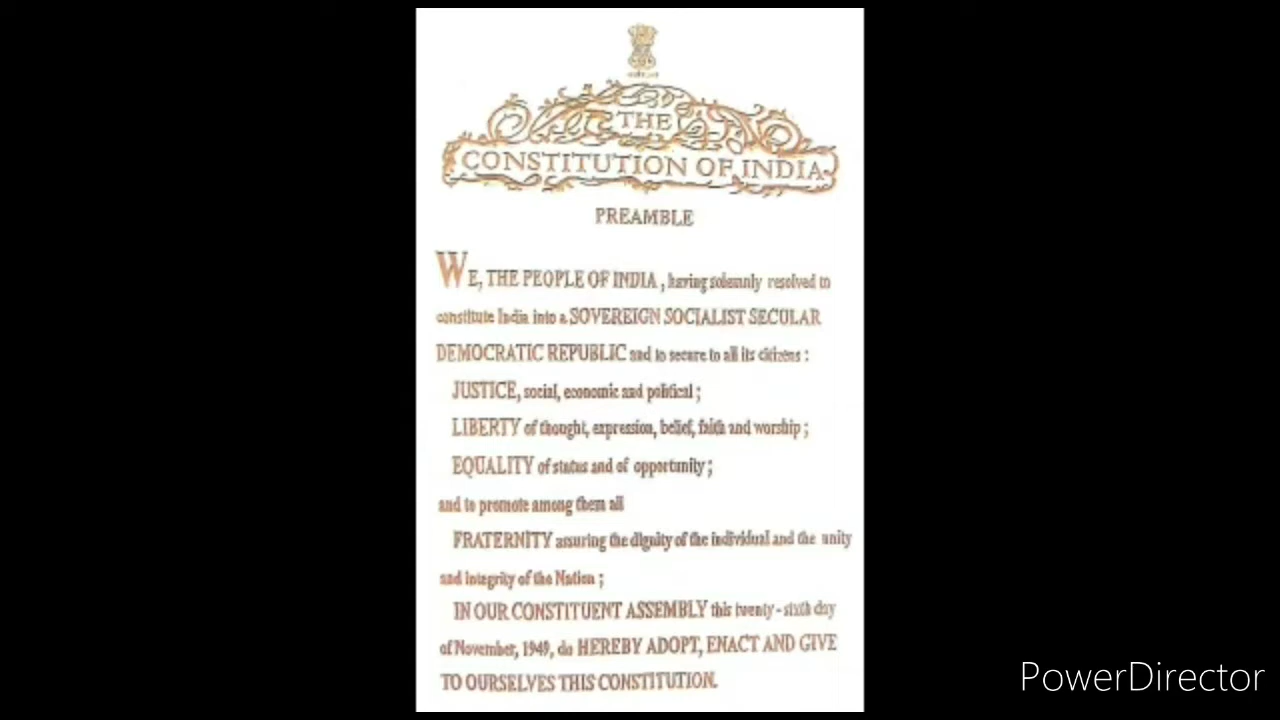 THE
CONSTITUTION OF INDIA
PREAMBLE
WE, THE PEOPLE OF INDIA, having solemnly resolved to
constitute India into a SOVEREIGN SOCIALIST SECULAR
DEMOCRATIC REPUBLIC and to secure to all its citizens :
JUSTICE, social, economic and political ;
LIBERTY of thought, expression, belief, faith and worship ;
EQUALITY of status and of opportunity ;
and to promote among them all
FRATERNITY assuring the dignity of the individual and the unity
and integrity of the Nation ;
IN OUR CONSTITUENT ASSEMBLY this twenty - sixth day
of November, 1949, do HEREBY ADOPT, ENACT AND GIVE
TO OURSELVES THIS CONSTITUTION.
PowerDirector